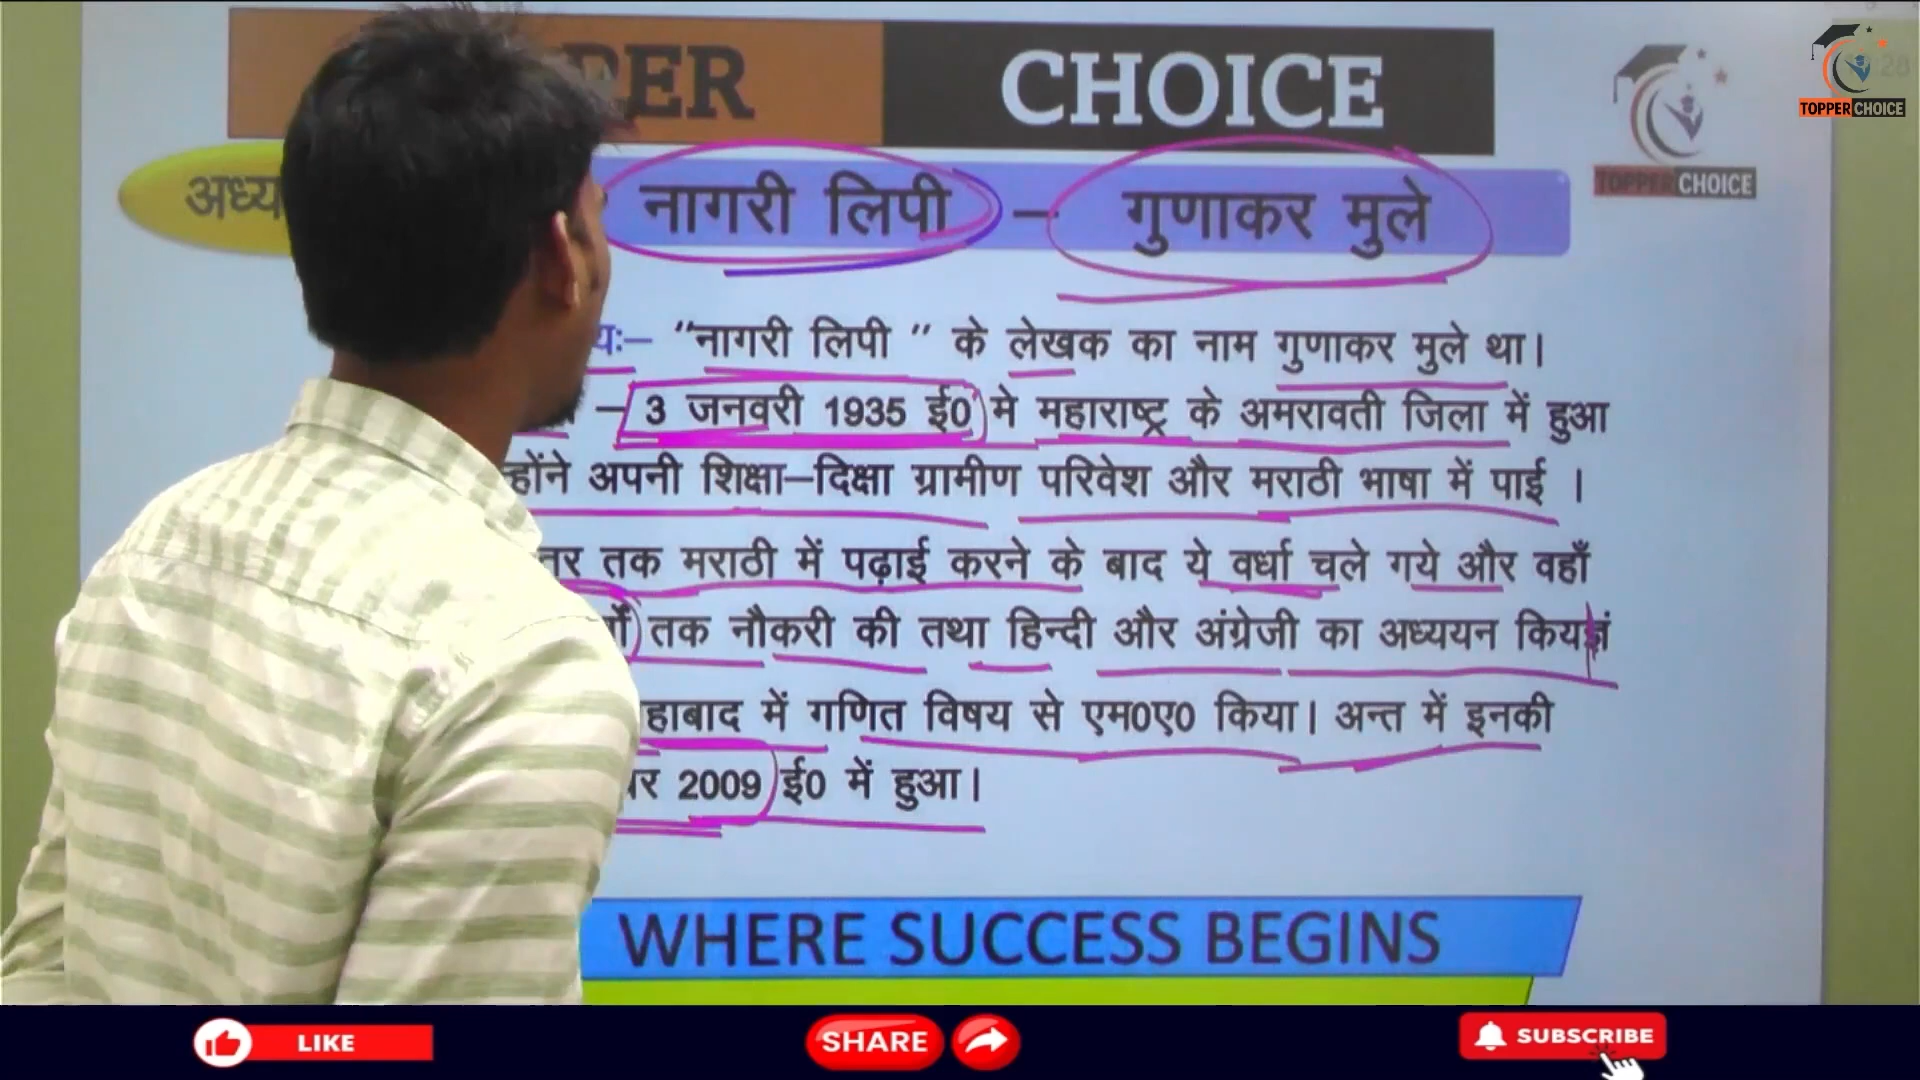 CHOICE
TOPPER CHOICE
TOPPER CHOICE
नागरी लिपी – गुणाकर मुले
"नागरी लिपी " के लेखक का नाम गुणाकर मुले था।
– 3 जनवरी 1935 ई0 मे महाराष्ट्र के अमरावती जिला में हुआ
अपनी शिक्षा–दिक्षा ग्रामीण परिवेश और मराठी भाषा में पाई ।
तक मराठी में पढ़ाई करने के बाद ये वर्धा चले गये और वहाँ
तक नौकरी की तथा हिन्दी और अंग्रेजी का अध्ययन
में गणित विषय से एम0ए0 किया। अन्त में इनकी
2009 ई0 में हुआ।
WHERE SUCCESS BEGINS
LIKE
SHARE
SUBSCRIBE